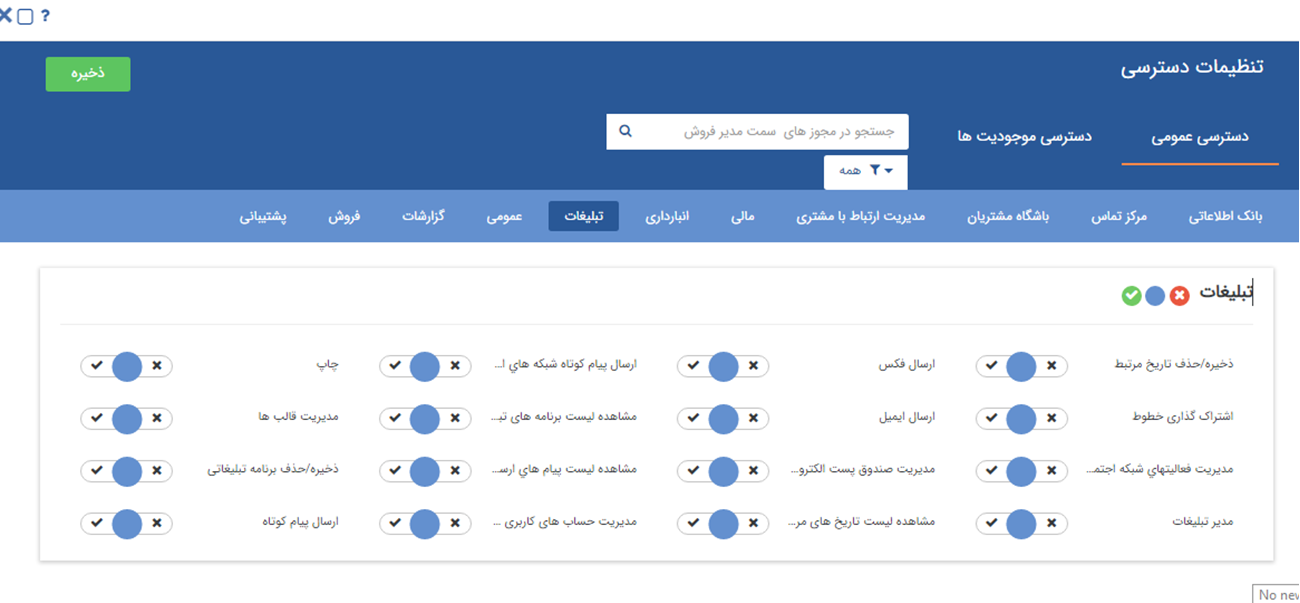 ?
تنظیمات دسترسی
ذخیره
دسترسی عمومی
دسترسی موجودیت ها
جستجو در مجوز های سمت مدیر فروش
همه
بانک اطلاعاتی مرکز تماس باشگاه مشتریان مدیریت ارتباط با مشتری مالی انبارداری تبلیغات عمومی گزارشات فروش پشتیبانی
تبلیغات
ذخیره/حذف تاریخ مرتبط ارسال فکس ارسال پیام کوتاه شبکه هاي ا... چاپ
اشتراک گذاری خطوط ارسال ایمیل مشاهده لیست برنامه های تبـ... مدیریت قالب ها
مدیریت فعالیتهاي شبکه اجتمـ... مدیریت صندوق پست الکترو... مشاهده لیست پیام هاي ارسـ... ذخیره/حذف برنامه تبلیغاتی
مدیر تبلیغات مشاهده لیست تاریخ های مر... مدیریت حساب های کاربری ... ارسال پیام کوتاه
No new